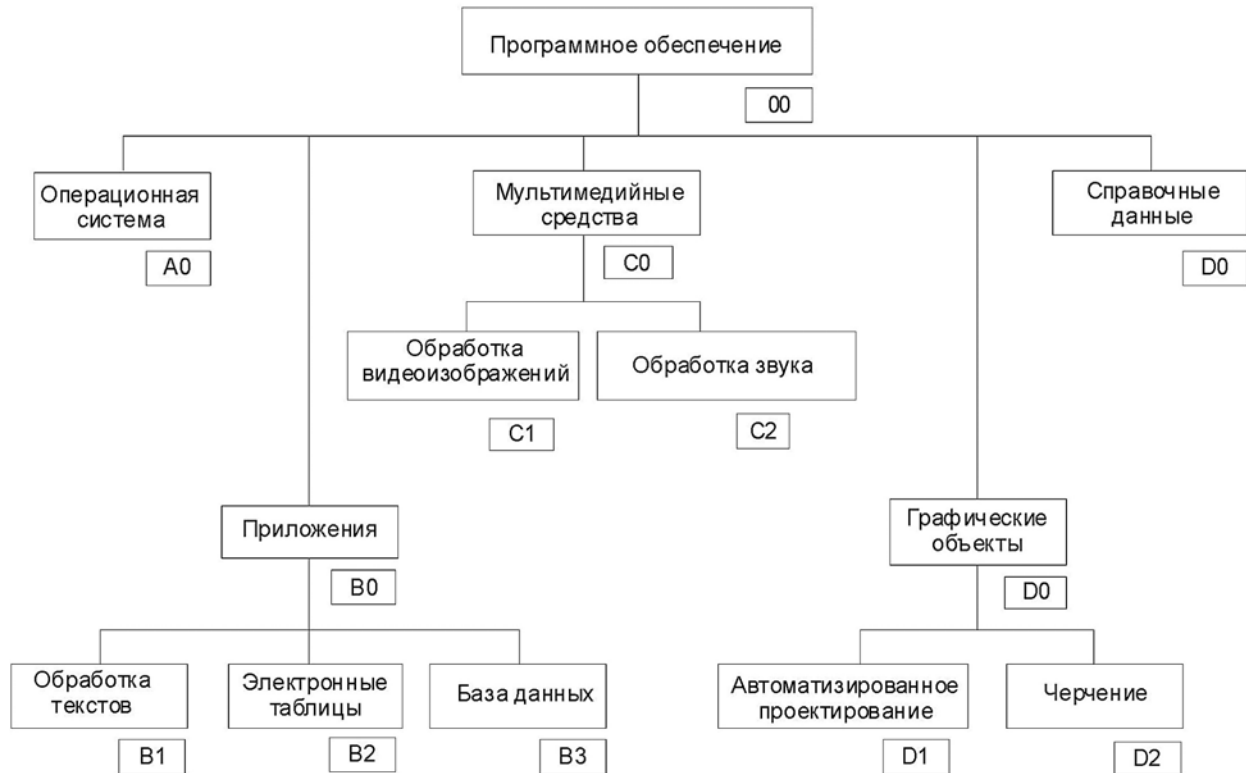 Программное обеспечение
00
Операционная
система
A0
Мультимедийные
средства
C0
Справочные
данные
D0
Обработка
видеоизображений
C1
Обработка звука
C2
Приложения
B0
Графические
объекты
D0
Обработка
текстов
B1
Электронные
таблицы
B2
База данных
B3
Автоматизированное
проектирование
D1
Черчение
D2